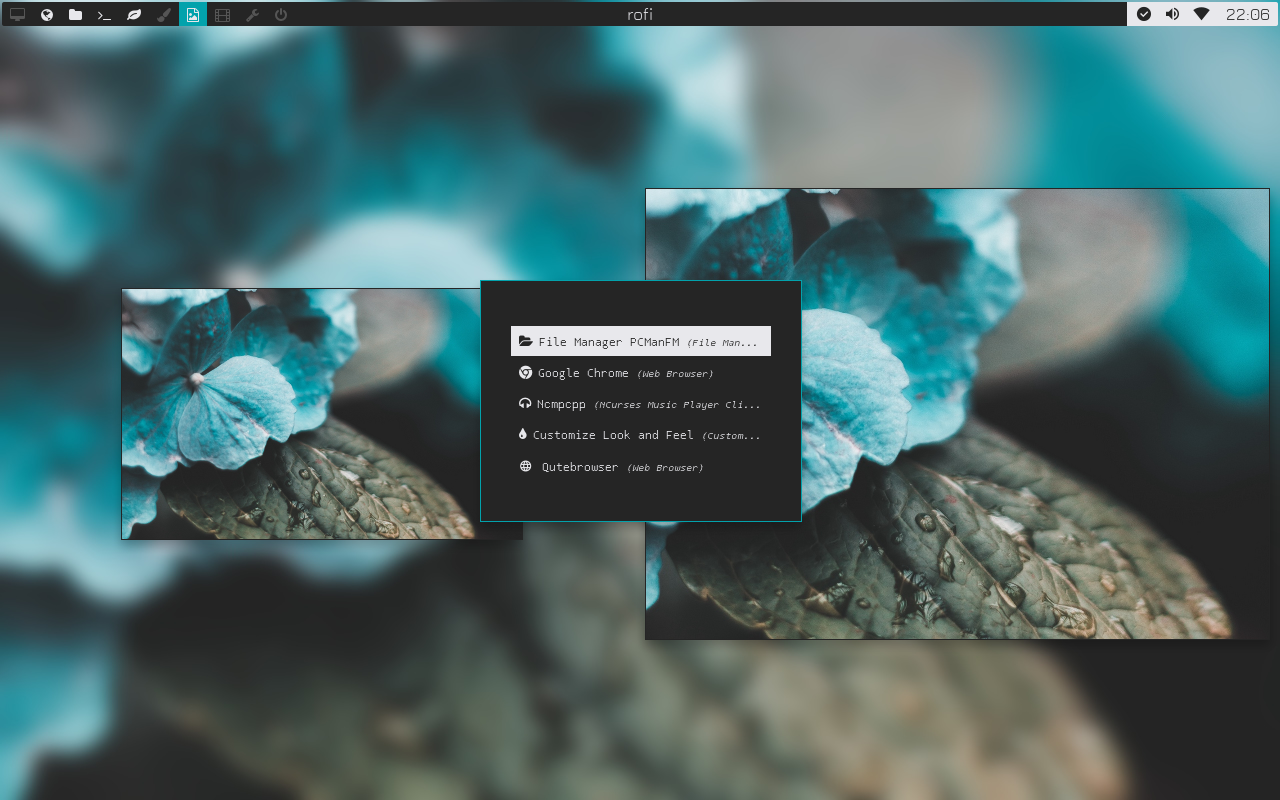 rofi
22:06
File Manager PCManFM (File Man...
Google Chrome (Web Browser)
Ncmpcpp (NCurses Music Player Cli...
Customize Look and Feel (Custom...
Qutebrowser (Web Browser)